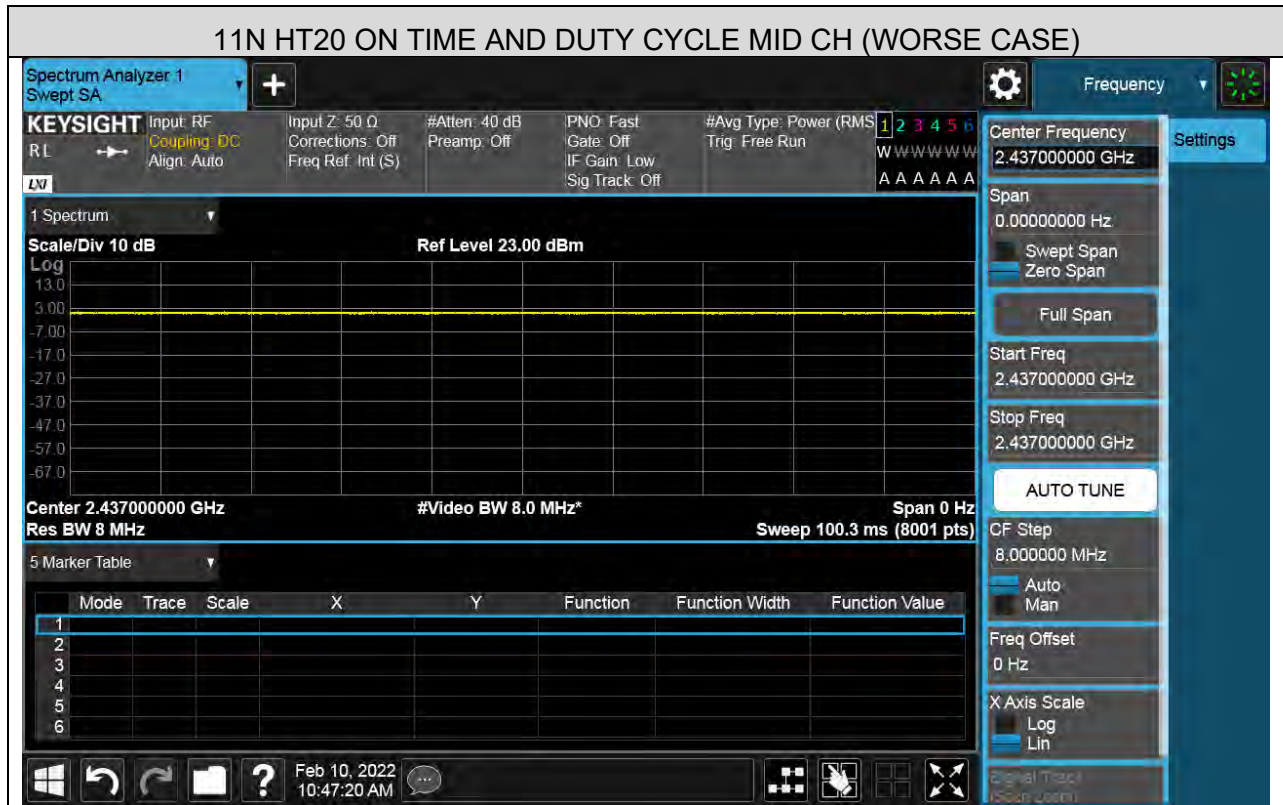 11N HT20 ON TIME AND DUTY CYCLE MID CH (WORSE CASE)
Spectrum Analyzer 1
Swept SA
+
Frequency
KEYSIGHT
RL
LXI
Input: RF
Coupling: DC
Align: Auto
Input Z: 50 Ω
Corrections: Off
Freq Ref: Int (S)
#Atten: 40 dB
Preamp: Off
PNO: Fast
Gate: Off
IF Gain: Low
Sig Track: Off
#Avg Type: Power (RMS
Trig: Free Run
1 2 3 4 5 6
W W W W W W
A A A A A A
Center Frequency
2.437000000 GHz
Settings
Span
0.00000000 Hz
Swept Span
Zero Span
Full Span
Start Freq
2.437000000 GHz
Stop Freq
2.437000000 GHz
AUTO TUNE
CF Step
8.000000 MHz
Auto
Man
Freq Offset
0 Hz
X Axis Scale
Log
Lin
Signal Track
1 Spectrum
Scale/Div 10 dB
Ref Level 23.00 dBm
Log
13.0
3.00
-7.00
-17.0
-27.0
-37.0
-47.0
-57.0
-67.0
Center 2.437000000 GHz
#Video BW 8.0 MHz*
Span 0 Hz
Res BW 8 MHz
Sweep 100.3 ms (8001 pts)
5 Marker Table
Mode Trace Scale X Y Function Function Width Function Value
1
2
3
4
5
6
?
Feb 10, 2022
10:47:20 AM